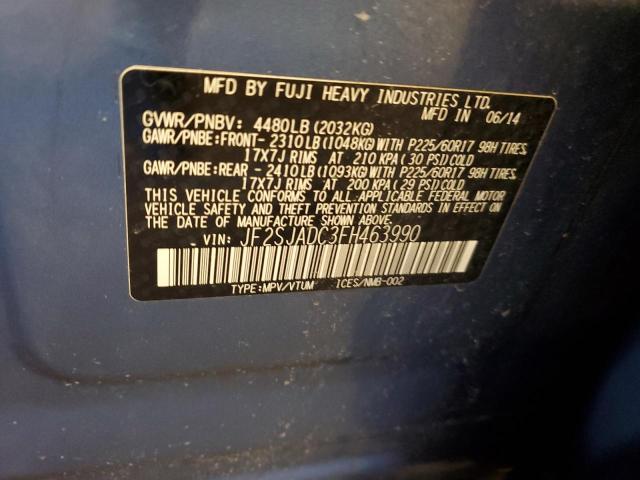 MFD BY FUJI HEAVY INDUSTRIES LTD.
MFD IN 06/14
GVWR/PNBV: 4480LB(2032KG)
GAWR/PNBE:FRONT- 2310LB(1048KG)WITH P225/60R17 98H TIRES,
17X7J RIMS AT 210 KPA( 30 PSI)COLD
GAWR/PNBE:REAR - 2410LB(1093KG)WITH P225/60R17 98H TIRES,
17X7J RIMS AT 200 KPA( 29 PSI)COLD
THIS VEHICLE CONFORMS TO ALL APPLICABLE FEDERAL MOTOR
VEHICLE SAFETY AND THEFT PREVENTION STANDARDS IN EFFECT ON
THE DATE OF MANUFACTURE SHOWN ABOVE.
VIN: JF2SJADC3FH463990
TYPE:MPV/VTUM ICES/NMB-002